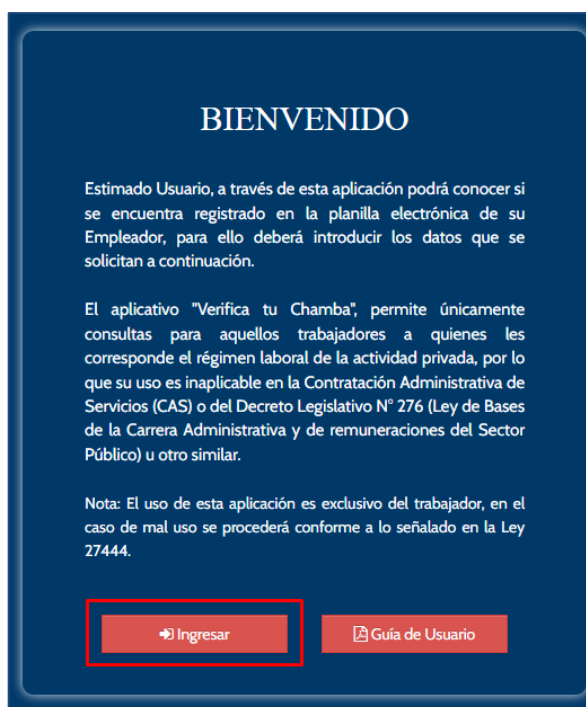 BIENVENIDO
Estimado Usuario, a través de esta aplicación podrá conocer si
se encuentra registrado en la planilla electrónica de su
Empleador, para ello deberá introducir los datos que se
solicitan a continuación.
El aplicativo "Verifica tu Chamba", permite únicamente
consultas para aquellos trabajadores a quienes les
corresponde el régimen laboral de la actividad privada, por lo
que su uso es inaplicable en la Contratación Administrativa de
Servicios (CAS) o del Decreto Legislativo N° 276 (Ley de Bases
de la Carrera Administrativa y de remuneraciones del Sector
Público) u otro similar.
Nota: El uso de esta aplicación es exclusivo del trabajador, en el
caso de mal uso se procederá conforme a lo señalado en la Ley
27444.
Ingresar
Guía de Usuario